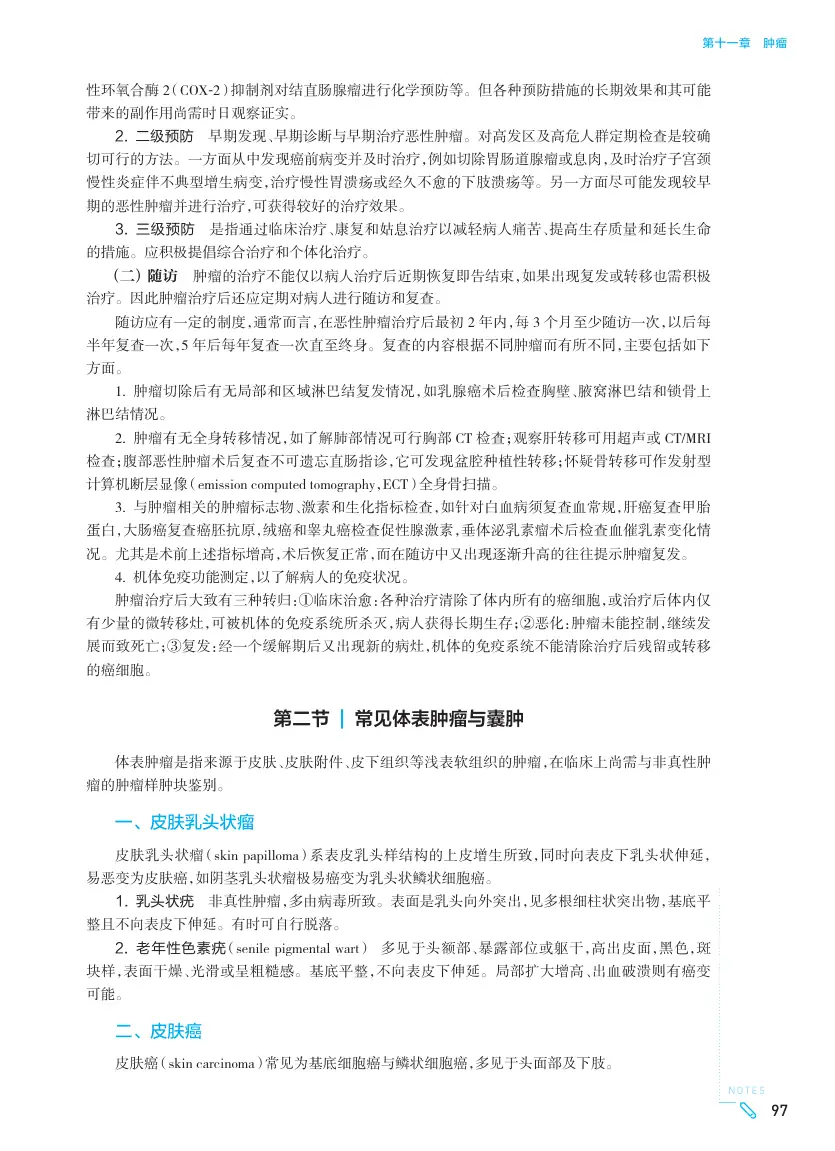 第十一章 肿瘤
性环氧合酶 2（COX-2）抑制剂对结直肠腺瘤进行化学预防等。但各种预防措施的长期效果和其可能
带来的副作用尚需时日观察证实。
2. 二级预防 早期发现、早期诊断与早期治疗恶性肿瘤。对高发区及高危人群定期检查是较确
切可行的方法。一方面从中发现癌前病变并及时治疗，例如切除胃肠道腺瘤或息肉，及时治疗子宫颈
慢性炎症伴不典型增生病变，治疗慢性胃溃疡或经久不愈的下肢溃疡等。另一方面尽可能发现较早
期的恶性肿瘤并进行治疗，可获得较好的治疗效果。
3. 三级预防 是指通过临床治疗、康复和姑息治疗以减轻病人痛苦、提高生存质量和延长生命
的措施。应积极提倡综合治疗和个体化治疗。
（二）随访 肿瘤的治疗不能仅以病人治疗后近期恢复即告结束，如果出现复发或转移也需积极
治疗。因此肿瘤治疗后还应定期对病人进行随访和复查。
随访应有一定的制度，通常而言，在恶性肿瘤治疗后最初 2 年内，每 3 个月至少随访一次，以后每
半年复查一次，5 年后每年复查一次直至终身。复查的内容根据不同肿瘤而有所不同，主要包括如下
方面。
1. 肿瘤切除后有无局部和区域淋巴结复发情况，如乳腺癌术后检查胸壁、腋窝淋巴结和锁骨上
淋巴结情况。
2. 肿瘤有无全身转移情况，如了解肺部情况可行胸部 CT 检查；观察肝转移可用超声或 CT/MRI
检查；腹部恶性肿瘤术后复查不可遗忘直肠指诊，它可发现盆腔种植性转移；怀疑骨转移可作发射型
计算机断层显像（emission computed tomography，ECT）全身骨扫描。
3. 与肿瘤相关的肿瘤标志物、激素和生化指标检查，如针对白血病须复查血常规，肝癌复查甲胎
蛋白，大肠癌复查癌胚抗原，绒癌和睾丸癌检查促性腺激素，垂体泌乳素瘤术后检查血催乳素变化情
况。尤其是术前上述指标增高，术后恢复正常，而在随访中又出现逐渐升高的往往提示肿瘤复发。
4. 机体免疫功能测定，以了解病人的免疫状况。
肿瘤治疗后大致有三种转归：①临床治愈：各种治疗清除了体内所有的癌细胞，或治疗后体内仅
有少量的微转移灶，可被机体的免疫系统所杀灭，病人获得长期生存；②恶化：肿瘤未能控制，继续发
展而致死亡；③复发：经一个缓解期后又出现新的病灶，机体的免疫系统不能清除治疗后残留或转移
的癌细胞。
第二节 | 常见体表肿瘤与囊肿
体表肿瘤是指来源于皮肤、皮肤附件、皮下组织等浅表软组织的肿瘤，在临床上尚需与非真性肿
瘤的肿瘤样肿块鉴别。
一、皮肤乳头状瘤
皮肤乳头状瘤（skin papilloma）系表皮乳头样结构的上皮增生所致，同时向表皮下乳头状伸延，
易恶变为皮肤癌，如阴茎乳头状瘤极易癌变为乳头状鳞状细胞癌。
1. 乳头状疣 非真性肿瘤，多由病毒所致。表面是乳头向外突出，见多根细柱状突出物，基底平
整且不向表皮下伸延。有时可自行脱落。
2. 老年性色素疣（senile pigmental wart） 多见于头额部、暴露部位或躯干，高出皮面，黑色，斑
块样，表面干燥、光滑或呈粗糙感。基底平整，不向表皮下伸延。局部扩大增高、出血破溃则有癌变
可能。
二、皮肤癌
皮肤癌（skin carcinoma）常见为基底细胞癌与鳞状细胞癌，多见于头面部及下肢。
NOTES
97